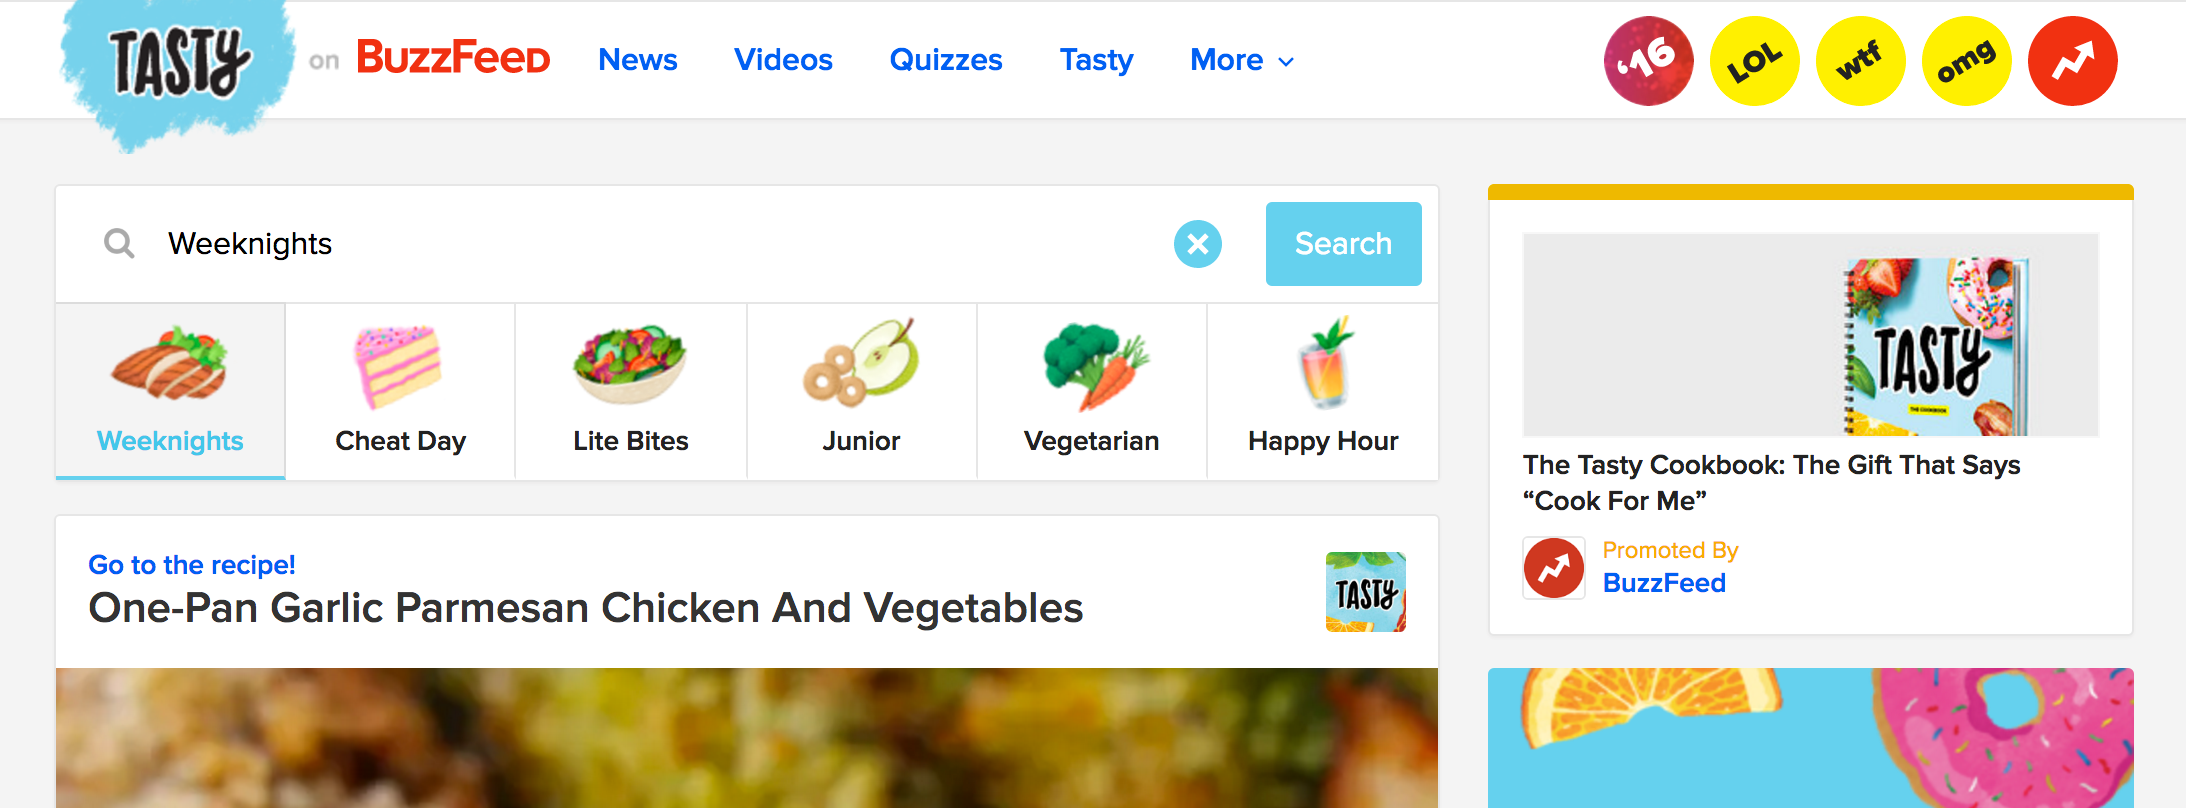 TASTY on BuzzFeed News Videos Quizzes Tasty More '16 LOL wtf omg
Weeknights Search
Weeknights Cheat Day Lite Bites Junior Vegetarian Happy Hour
Go to the recipe!
One-Pan Garlic Parmesan Chicken And Vegetables
TASTY
TASTY
THE COOKBOOK
The Tasty Cookbook: The Gift That Says
“Cook For Me”
Promoted By
BuzzFeed